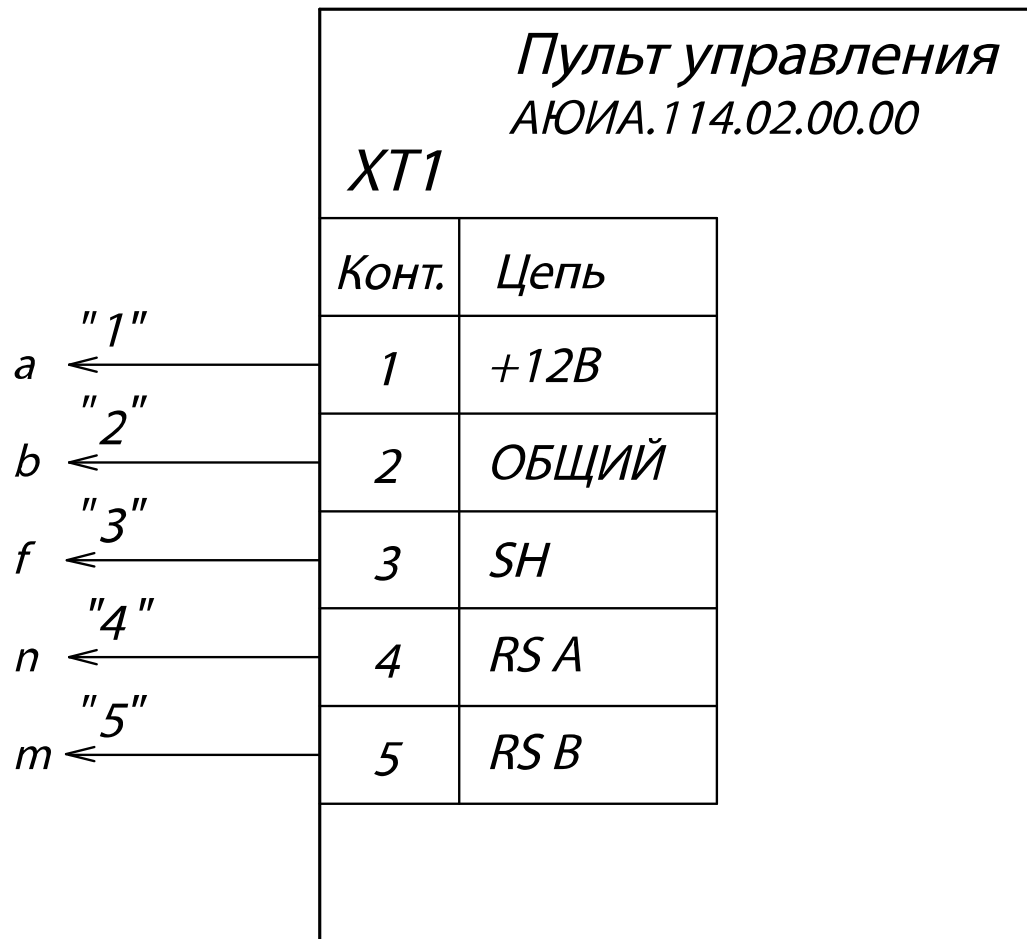 Пульт управления
АЮИА.114.02.00.00
XT1
Конт. Цепь
a "1" 1 +12В
b "2" 2 ОБЩИЙ
f "3" 3 SH
n "4" 4 RS A
m "5" 5 RS B